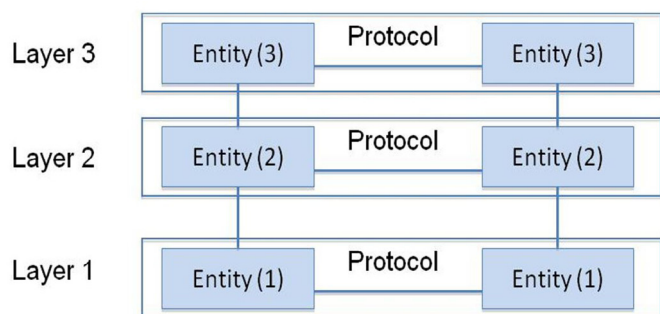 Layer 3
Entity (3)
Protocol
Entity (3)
Layer 2
Entity (2)
Protocol
Entity (2)
Layer 1
Entity (1)
Protocol
Entity (1)